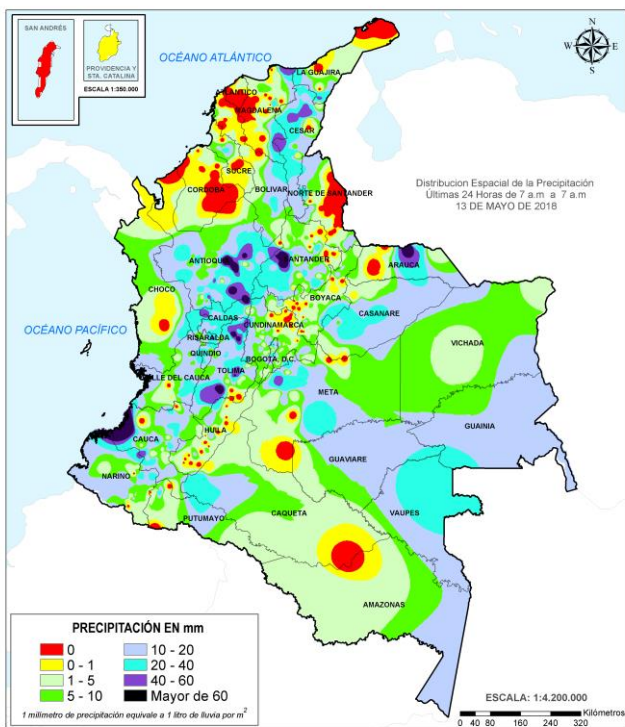 SAN ANDRÉS
PROVIDENCIA Y
STA. CATALINA
ESCALA 1:350.000
OCÉANO ATLÁNTICO
N
W
E
S
LA GUAJIRA
ATLANTICO
MAGDALENA
CESAR
SUCRE
CORDOBA
BOLIVAR
NORTE DE SANTANDER
Distribucion Espacial de la Precipitación
Últimas 24 Horas de 7 a.m a 7 a.m
13 DE MAYO DE 2018
ANTIOQUIA
SANTANDER
ARAUCA
CHOCO
BOYACA
CASANARE
OCÉANO PACÍFICO
CALDAS
CUNDINAMARCA
RISARALDA
VICHADA
QUINDIO
BOGOTA D.C.
TOLIMA
VALLE DEL CAUCA
META
GUAINIA
CAUCA
HUILA
GUAVIARE
NARIÑO
PUTUMAYO
CAQUETA
VAUPES
AMAZONAS
PRECIPITACIÓN EN mm
0
10 - 20
0 - 1
20 - 40
1 - 5
40 - 60
5 - 10
Mayor de 60
1 milimetro de precipitación equivale a 1 litro de lluvia por m²
ESCALA: 1:4.200.000
Kilómetros
0 40 80 160 240 320